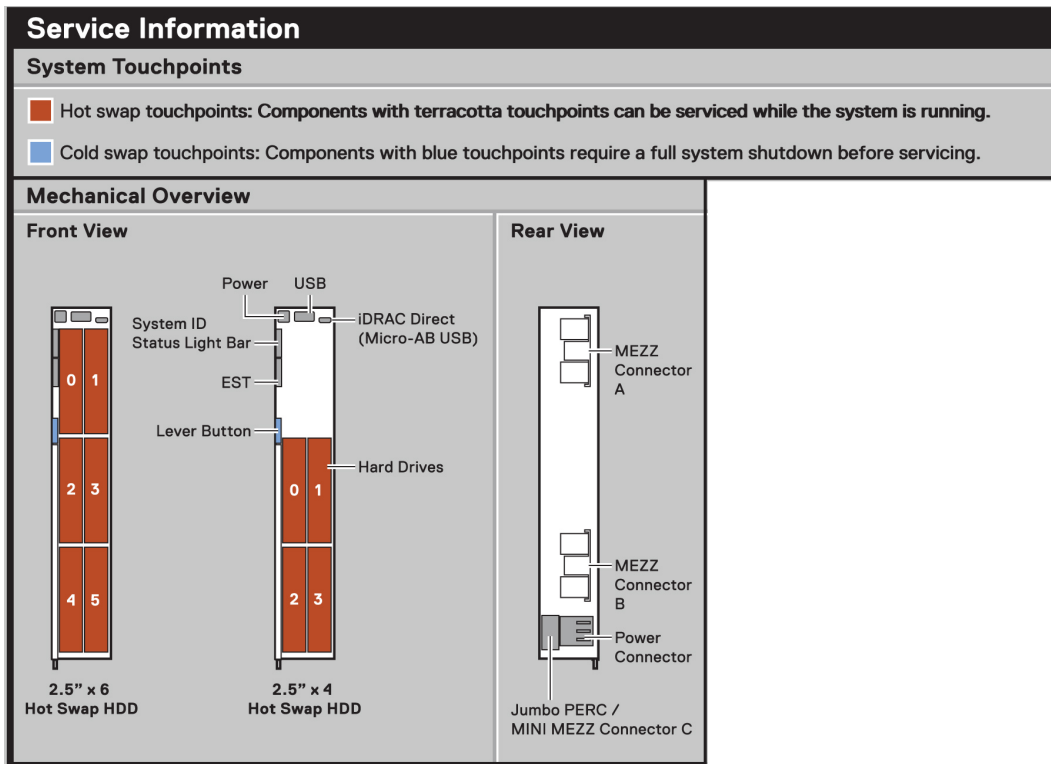 Service Information
System Touchpoints
Hot swap touchpoints: Components with terracotta touchpoints can be serviced while the system is running.
Cold swap touchpoints: Components with blue touchpoints require a full system shutdown before servicing.
Mechanical Overview
Front View
Power
USB
System ID
Status Light Bar
iDRAC Direct
(Micro-AB USB)
EST
Lever Button
Hard Drives
0 1
2 3
4 5
0 1
2 3
2.5” x 6
Hot Swap HDD
2.5” x 4
Hot Swap HDD
Rear View
MEZZ
Connector
A
MEZZ
Connector
B
Power
Connector
Jumbo PERC /
MINI MEZZ Connector C